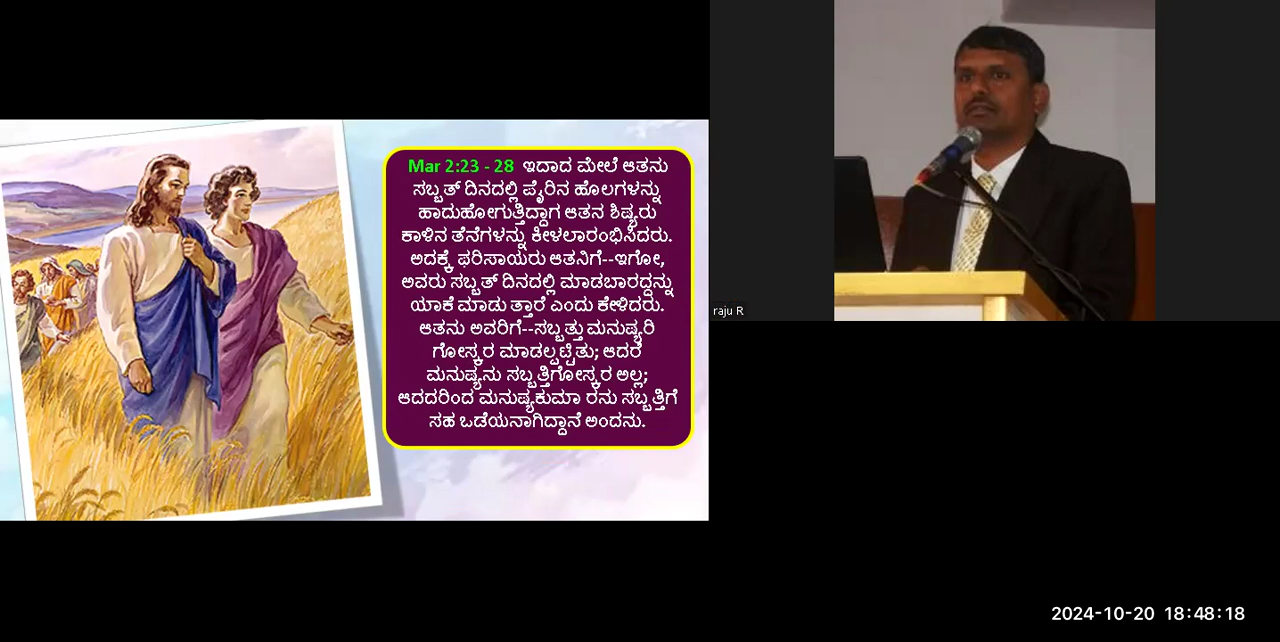 Mar 2:23 - 28 ಇದಾದ ಮೇಲೆ ಆತನು
ಸಬ್ಬತ್ ದಿನದಲ್ಲಿ ಪೈರಿನ ಹೊಲಗಳನ್ನು
ಹಾದುಹೋಗುತ್ತಿದ್ದಾಗ ಆತನ ಶಿಷ್ಯರು
ಕಾಳಿನ ತೆನೆಗಳನ್ನು ಕೀಳಲಾರಂಭಿಸಿದರು.
ಅದಕ್ಕೆ ಫರಿಸಾಯರು ಆತನಿಗೆ--ಇಗೋ,
ಅವರು ಸಬ್ಬತ್ ದಿನದಲ್ಲಿ ಮಾಡಬಾರದ್ದನ್ನು
ಯಾಕೆ ಮಾಡು ತ್ತಾರೆ ಎಂದು ಕೇಳಿದರು.
ಆತನು ಅವರಿಗೆ--ಸಬ್ಬತ್ತು ಮನುಷ್ಯರಿ
ಗೋಸ್ಕರ ಮಾಡಲ್ಪಟ್ಟಿತು; ಆದರೆ
ಮನುಷ್ಯನು ಸಬ್ಬತ್ತಿಗೋಸ್ಕರ ಅಲ್ಲ;
ಆದದರಿಂದ ಮನುಷ್ಯಕುಮಾ ರನು ಸಬ್ಬತ್ತಿಗೆ
ಸಹ ಒಡೆಯನಾಗಿದ್ದಾನೆ ಅಂದನು.
raju R
2024-10-20 18:48:18